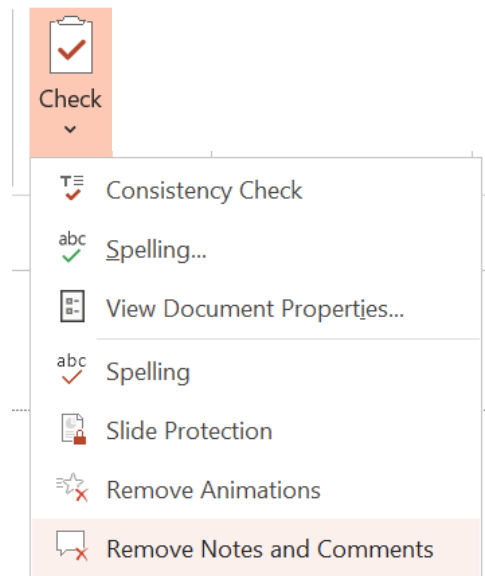 Check
Consistency Check
abc
Spelling...
View Document Properties...
abc
Spelling
Slide Protection
Remove Animations
Remove Notes and Comments